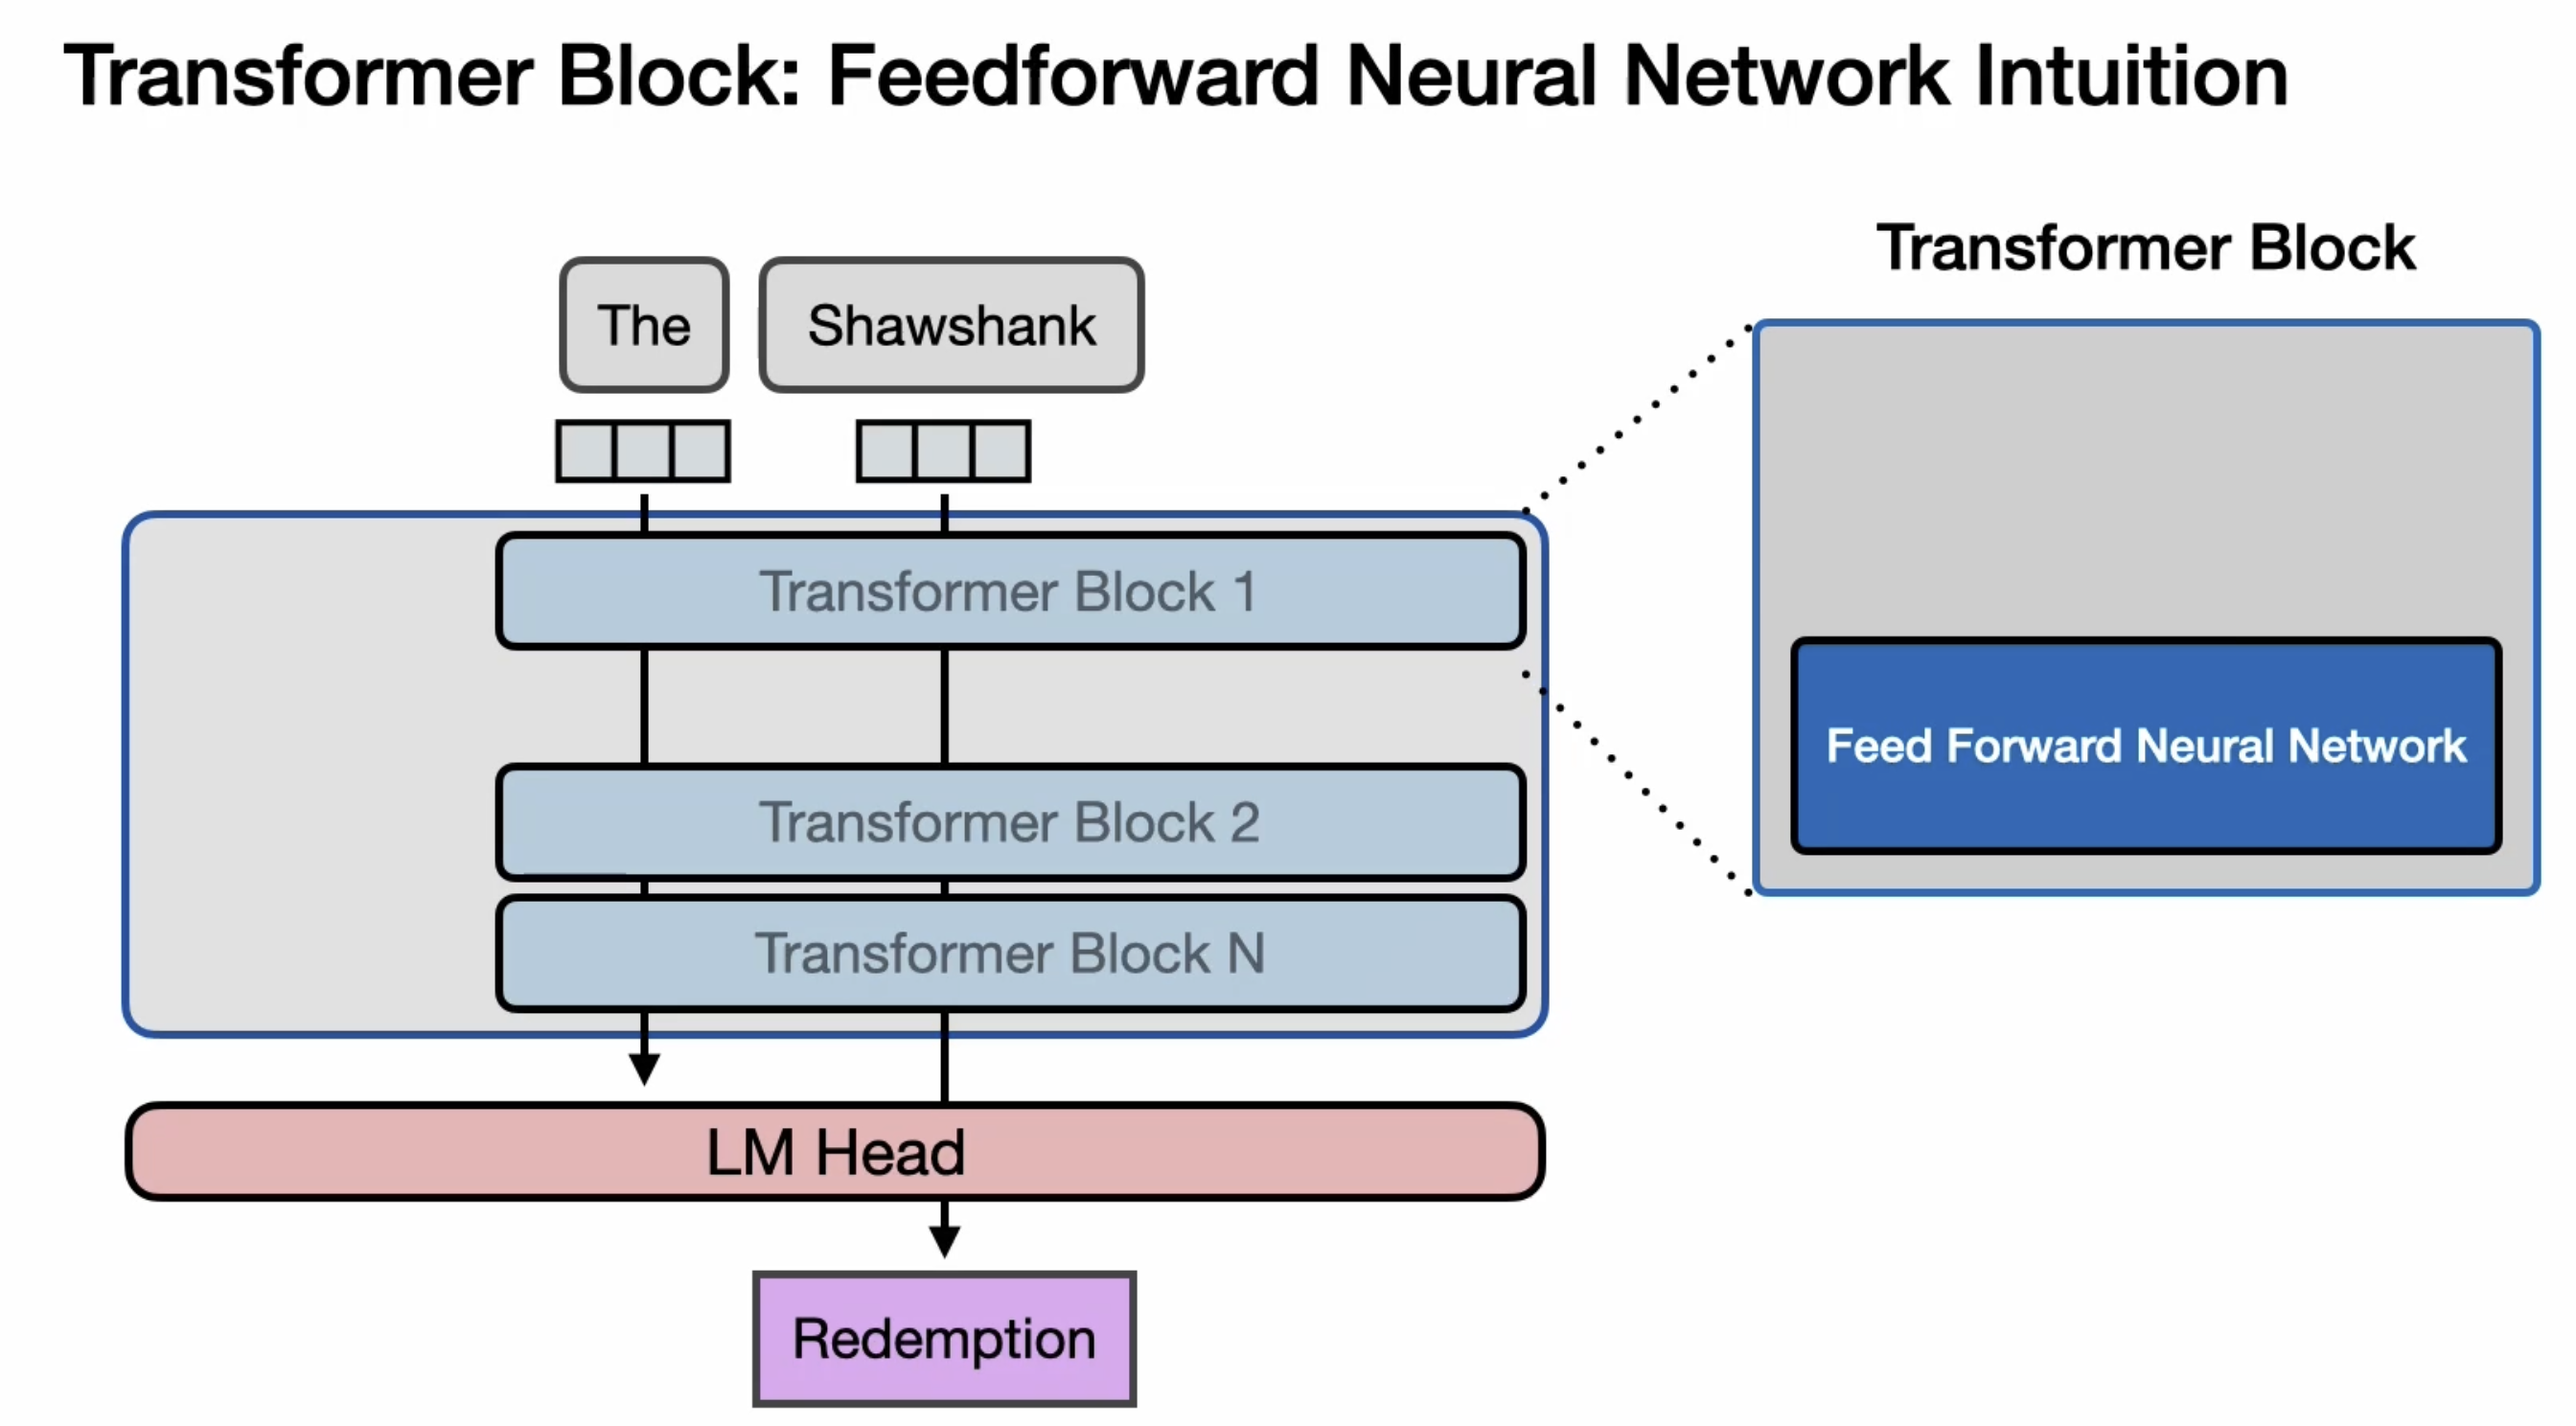 Transformer Block: Feedforward Neural Network Intuition
Transformer Block
The
Shawshank
Transformer Block 1
Transformer Block 2
Transformer Block N
Feed Forward Neural Network
LM Head
Redemption